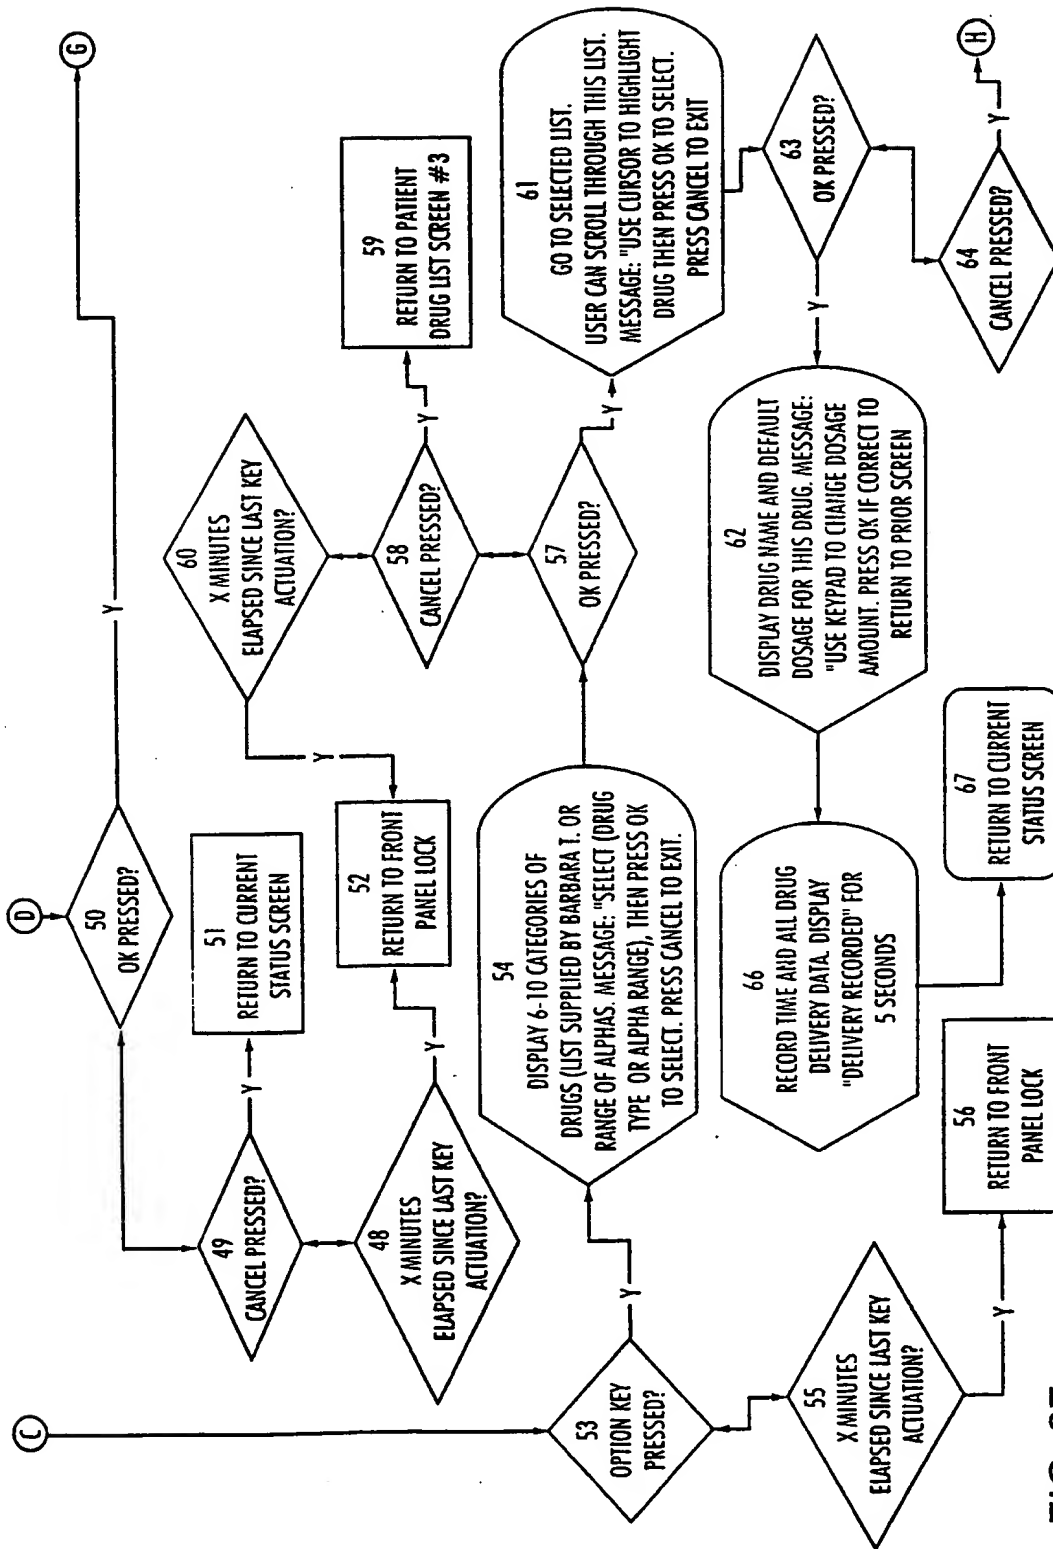 C
D
G
50
OK PRESSED?
Y
49
CANCEL PRESSED?
Y
51
RETURN TO CURRENT
STATUS SCREEN
48
X MINUTES
ELAPSED SINCE LAST KEY
ACTUATION?
Y
52
RETURN TO FRONT
PANEL LOCK
Y
60
X MINUTES
ELAPSED SINCE LAST KEY
ACTUATION?
59
RETURN TO PATIENT
DRUG LIST SCREEN #3
Y
58
CANCEL PRESSED?
53
OPTION KEY
PRESSED?
Y
54
DISPLAY 6-10 CATEGORIES OF
DRUGS (LIST SUPPLIED BY BARBARA T. OR
RANGE OF ALPHAS. MESSAGE: "SELECT (DRUG
TYPE OR ALPHA RANGE), THEN PRESS OK
TO SELECT. PRESS CANCEL TO EXIT.
57
OK PRESSED?
Y
61
GO TO SELECTED LIST.
USER CAN SCROLL THROUGH THIS LIST.
MESSAGE: "USE CURSOR TO HIGHLIGHT
DRUG THEN PRESS OK TO SELECT.
PRESS CANCEL TO EXIT
55
X MINUTES
ELAPSED SINCE LAST KEY
ACTUATION?
Y
56
RETURN TO FRONT
PANEL LOCK
66
RECORD TIME AND ALL DRUG
DELIVERY DATA. DISPLAY
"DELIVERY RECORDED" FOR
5 SECONDS
62
DISPLAY DRUG NAME AND DEFAULT
DOSAGE FOR THIS DRUG. MESSAGE:
"USE KEYPAD TO CHANGE DOSAGE
AMOUNT. PRESS OK IF CORRECT TO
RETURN TO PRIOR SCREEN
Y
63
OK PRESSED?
67
RETURN TO CURRENT
STATUS SCREEN
64
CANCEL PRESSED?
Y
H
FIG.